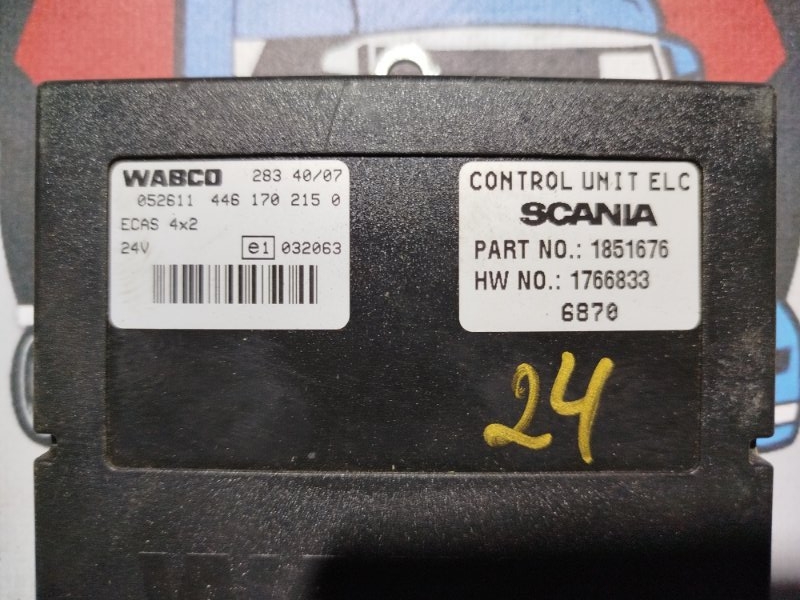 WABCO 283 40/07
052611 446 170 215 0
ECAS 4x2
24V e1 032063
CONTROL UNIT ELC
SCANIA
PART NO.: 1851676
HW NO.: 1766833
6870
24